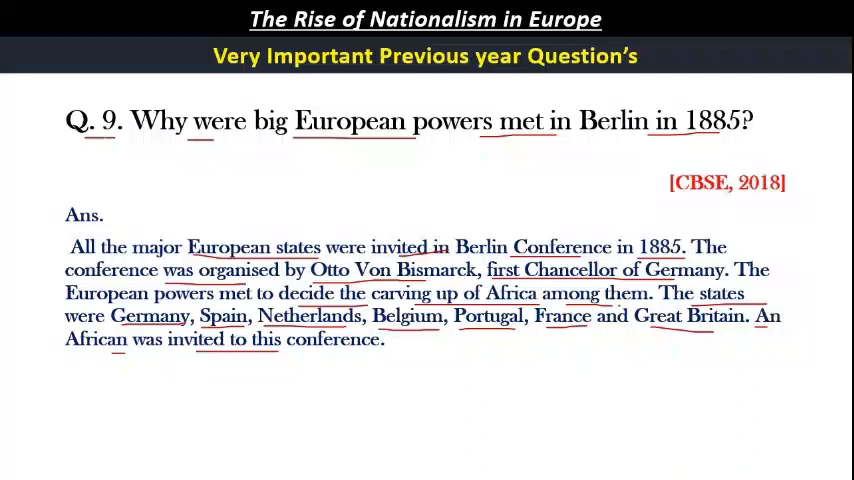 The Rise of Nationalism in Europe
Very Important Previous year Question's
Q. 9. Why were big European powers met in Berlin in 1885?
[CBSE, 2018]
Ans.
All the major European states were invited in Berlin Conference in 1885. The
conference was organised by Otto Von Bismarck, first Chancellor of Germany. The
European powers met to decide the carving up of Africa among them. The states
were Germany, Spain, Netherlands, Belgium, Portugal, France and Great Britain. An
African was invited to this conference.